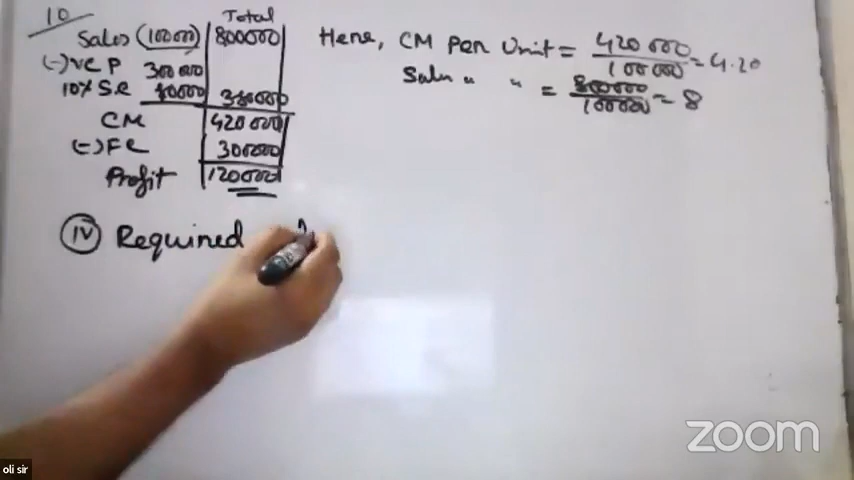 10
Total
Sales (100000) 800000
(-) VC P 300000
10% S.C 80000 380000
CM 420000
(-) FC 300000
Profit 120000
Here, CM Per Unit = 420000 / 100000 = 4.20
Sales " " = 800000 / 100000 = 8
(IV) Required
zoom
oli sir